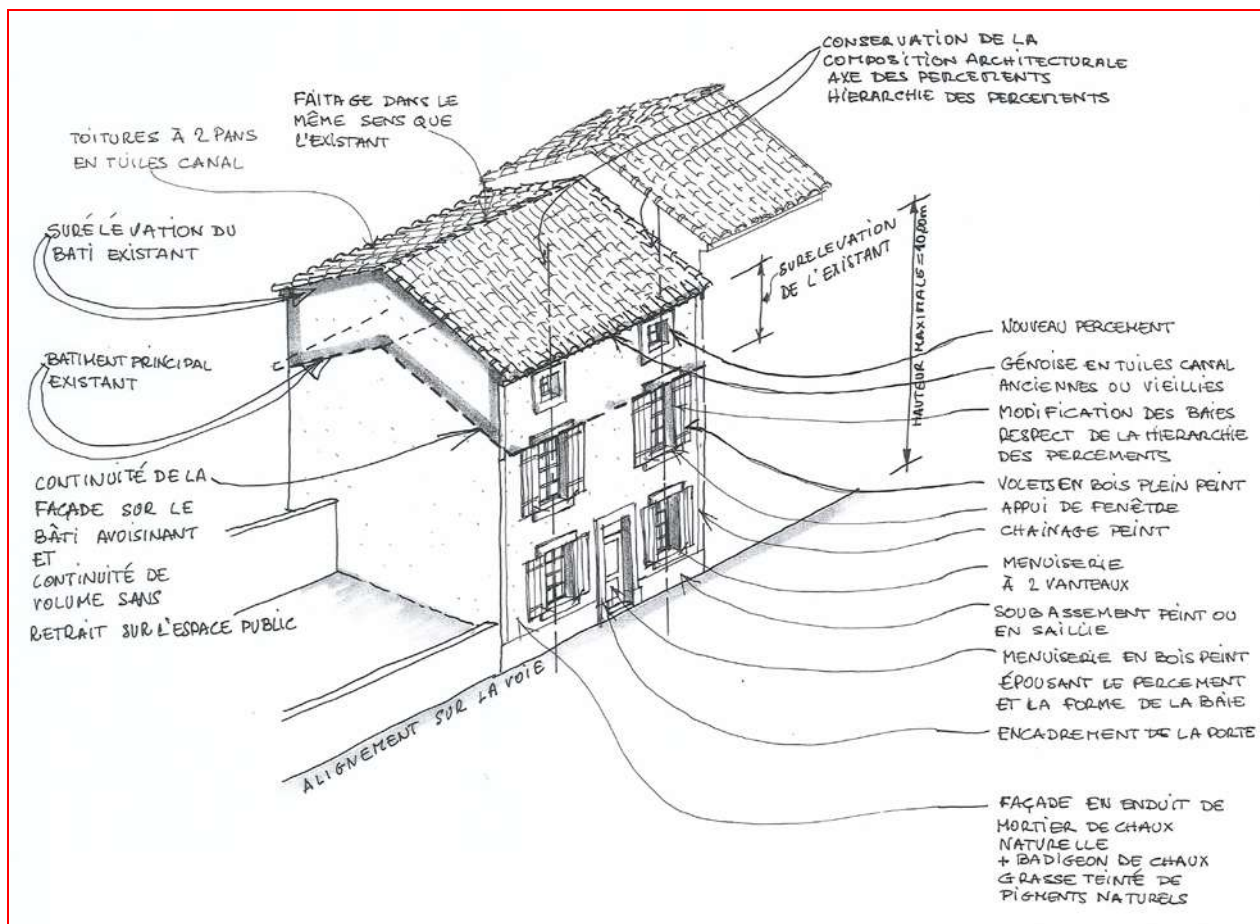 CONSERVATION DE LA
COMPOSITION ARCHITECTURALE
AXE DES PERCEMENTS
HIERARCHIE DES PERCEMENTS
FAITAGE DANS LE
MÊME SENS QUE
L'EXISTANT
TOITURES À 2 PANS
EN TUILES CANAL
SURÉLÉVATION DU
BATI EXISTANT
BATIMENT PRINCIPAL
EXISTANT
CONTINUITÉ DE LA
FAÇADE SUR LE
BÂTI AVOISINANT
ET
CONTINUITÉ DE
VOLUME SANS
RETRAIT SUR L'ESPACE PUBLIC
ALIGNEMENT SUR LA VOIE
SURELEVATION
DE L'EXISTANT
HAUTEUR MAXIMALE = 10,00m
NOUVEAU PERCEMENT
GÉNOISE EN TUILES CANAL
ANCIENNES OU VIEILLIES
MODIFICATION DES BAIES
RESPECT DE LA HIERARCHIE
DES PERCEMENTS
VOLETS EN BOIS PLEIN PEINT
APPUI DE FENÊTRE
CHAINAGE PEINT
MENUISERIE
À 2 VANTEAUX
SOUBASSEMENT PEINT OU
EN SAILLIE
MENUISERIE EN BOIS PEINT
ÉPOUSANT LE PERCEMENT
ET LA FORME DE LA BAIE
ENCADREMENT DE LA PORTE
FAÇADE EN ENDUIT DE
MORTIER DE CHAUX
NATURELLE
+ BADIGEON DE CHAUX
GRASSE TEINTÉ DE
PIGMENTS NATURELS